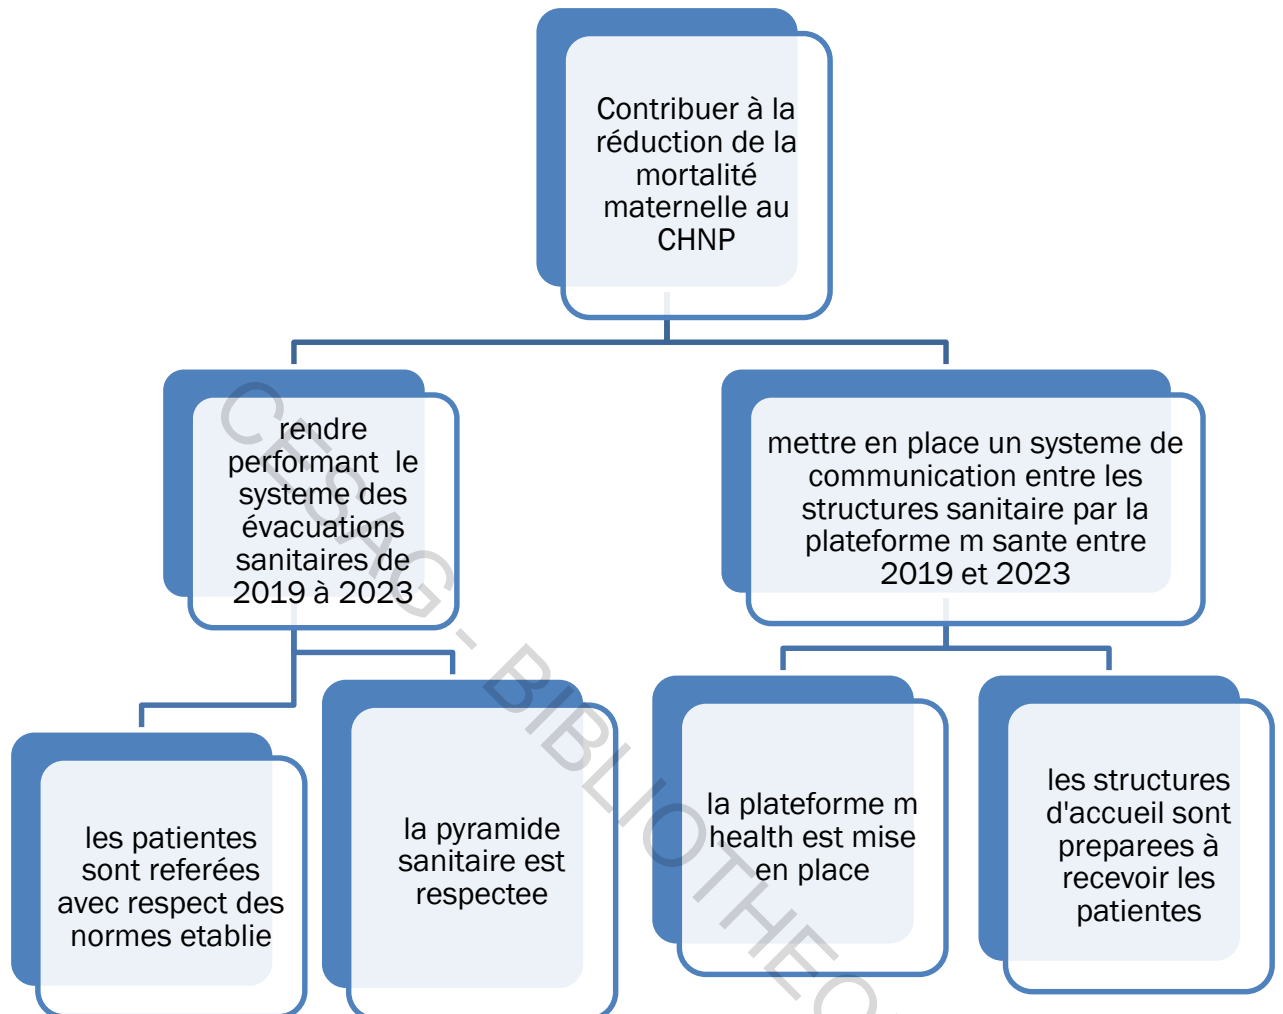 Contribuer à la
réduction de la
mortalité
maternelle au
CHNP
rendre
performant le
systeme des
évacuations
sanitaires de
2019 à 2023
mettre en place un systeme de
communication entre les
structures sanitaire par la
plateforme m sante entre
2019 et 2023
les patientes
sont referées
avec respect des
normes etablie
la pyramide
sanitaire est
respectee
la plateforme m
health est mise
en place
les structures
d'accueil sont
preparees à
recevoir les
patientes
CESAG - BIBLIOTHEQ